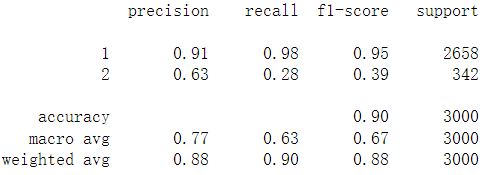 precision recall f1-score support
1 0.91 0.98 0.95 2658
2 0.63 0.28 0.39 342
accuracy 0.90 3000
macro avg 0.77 0.63 0.67 3000
weighted avg 0.88 0.90 0.88 3000